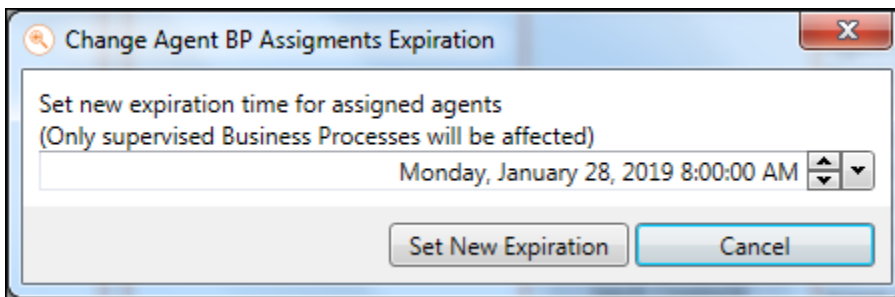 Change Agent BP Assigments Expiration
Set new expiration time for assigned agents
(Only supervised Business Processes will be affected)
Monday, January 28, 2019 8:00:00 AM
Set New Expiration Cancel